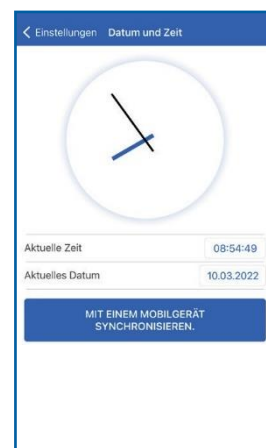 Einstellungen Datum und Zeit
Aktuelle Zeit 08:54:49
Aktuelles Datum 10.03.2022
MIT EINEM MOBILGERÄT
SYNCHRONISIEREN.